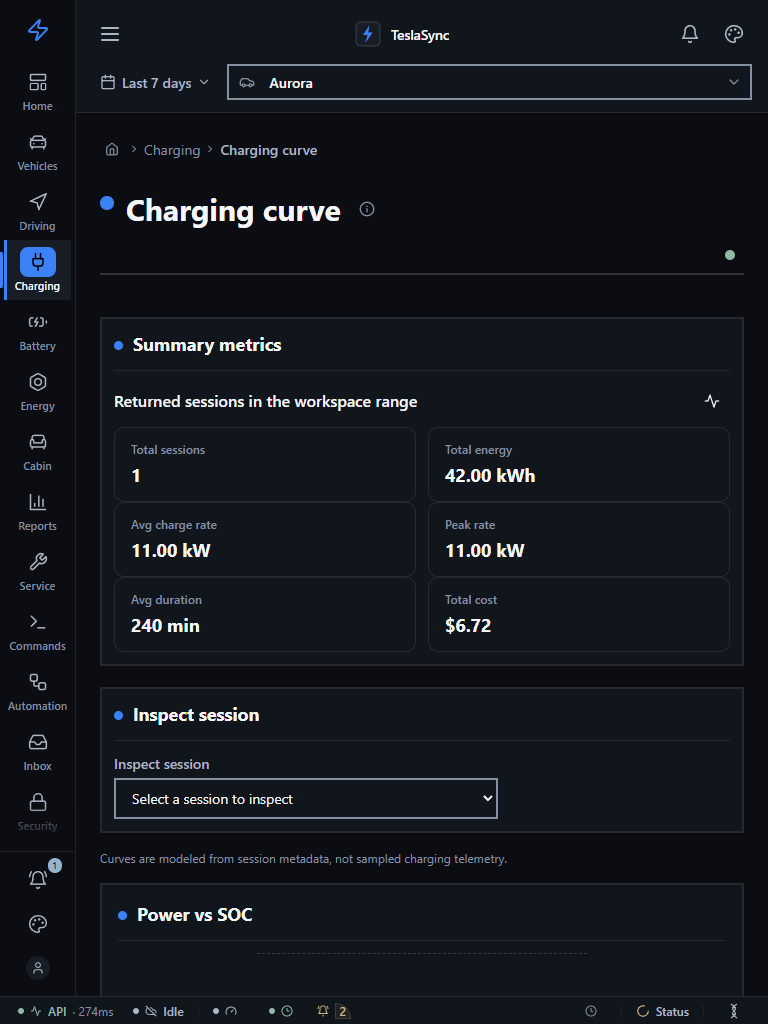 TeslaSync
Last 7 days
Aurora
Home
Vehicles
Driving
Charging
Battery
Energy
Cabin
Reports
Service
Commands
Automation
Inbox
Security
1
Charging
Charging curve
Charging curve
Summary metrics
Returned sessions in the workspace range
Total sessions
1
Total energy
42.00 kWh
Avg charge rate
11.00 kW
Peak rate
11.00 kW
Avg duration
240 min
Total cost
$6.72
Inspect session
Inspect session
Select a session to inspect
Curves are modeled from session metadata, not sampled charging telemetry.
Power vs SOC
API · 274ms
Idle
2
Status